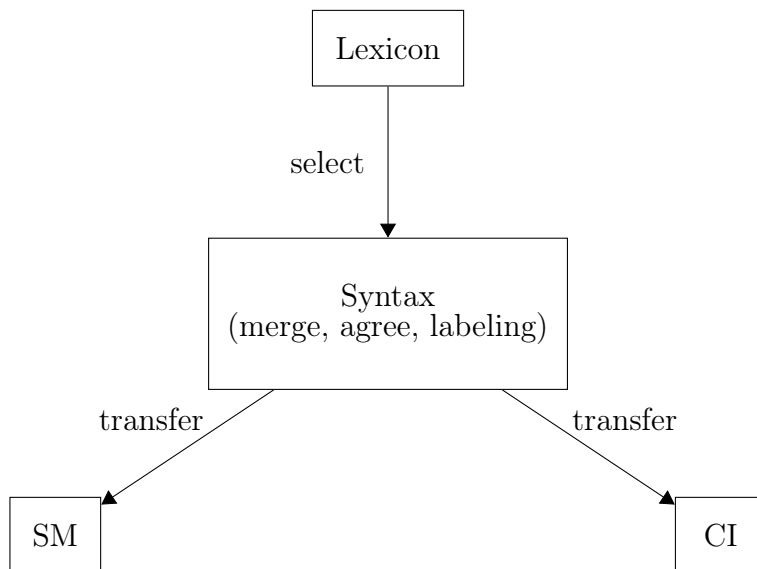 Lexicon
select
Syntax
(merge, agree, labeling)
transfer
transfer
SM
CI